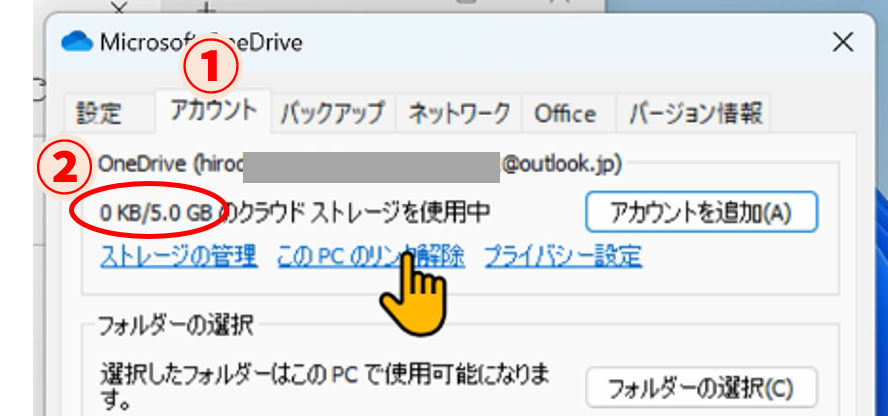 Microsoft OneDrive
①
設定 アカウント バックアップ ネットワーク Office バージョン情報
②
OneDrive (hiro @outlook.jp)
0 KB/5.0 GB のクラウド ストレージを使用中
アカウントを追加(A)
ストレージの管理 この PC のリンク解除 プライバシー設定
フォルダーの選択
選択したフォルダーはこの PC で使用可能になりま
す。
フォルダーの選択(C)